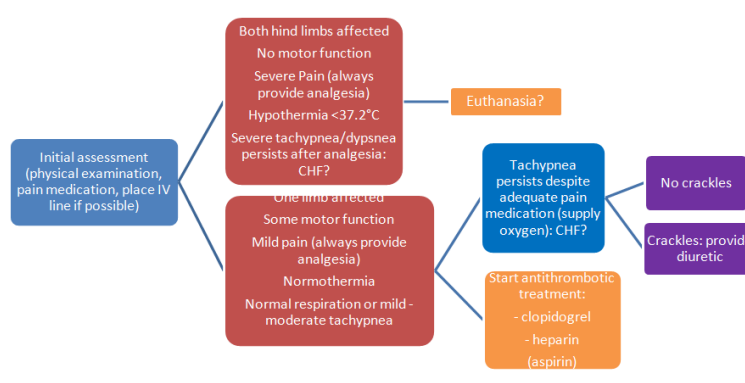 Initial assessment
(physical examination,
pain medication, place IV
line if possible)
Both hind limbs affected
No motor function
Severe Pain (always
provide analgesia)
Hypothermia <37.2°C
Severe tachypnea/dypsnea
persists after analgesia:
CHF?
Euthanasia?
One limb affected
Some motor function
Mild pain (always provide
analgesia)
Normothermia
Normal respiration or mild -
moderate tachypnea
Tachypnea
persists despite
adequate pain
medication (supply
oxygen): CHF?
No crackles
Crackles: provid
diuretic
Start antithrombotic
treatment:
- clopidogrel
- heparin
(aspirin)